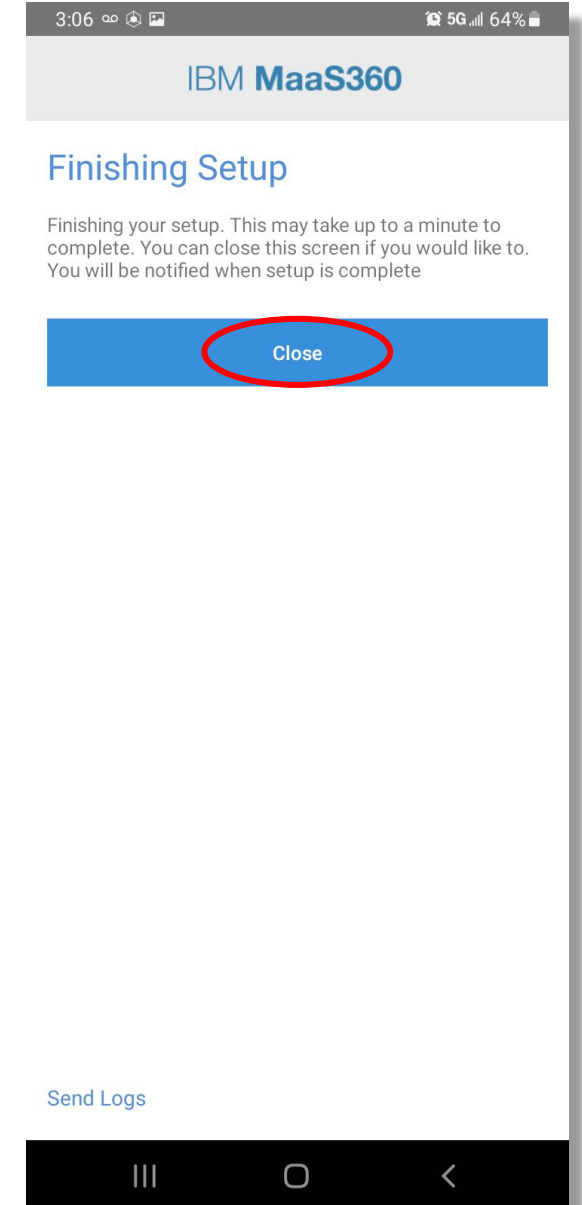 3:06 5G 64%
IBM MaaS360
Finishing Setup
Finishing your setup. This may take up to a minute to
complete. You can close this screen if you would like to.
You will be notified when setup is complete
Close
Send Logs